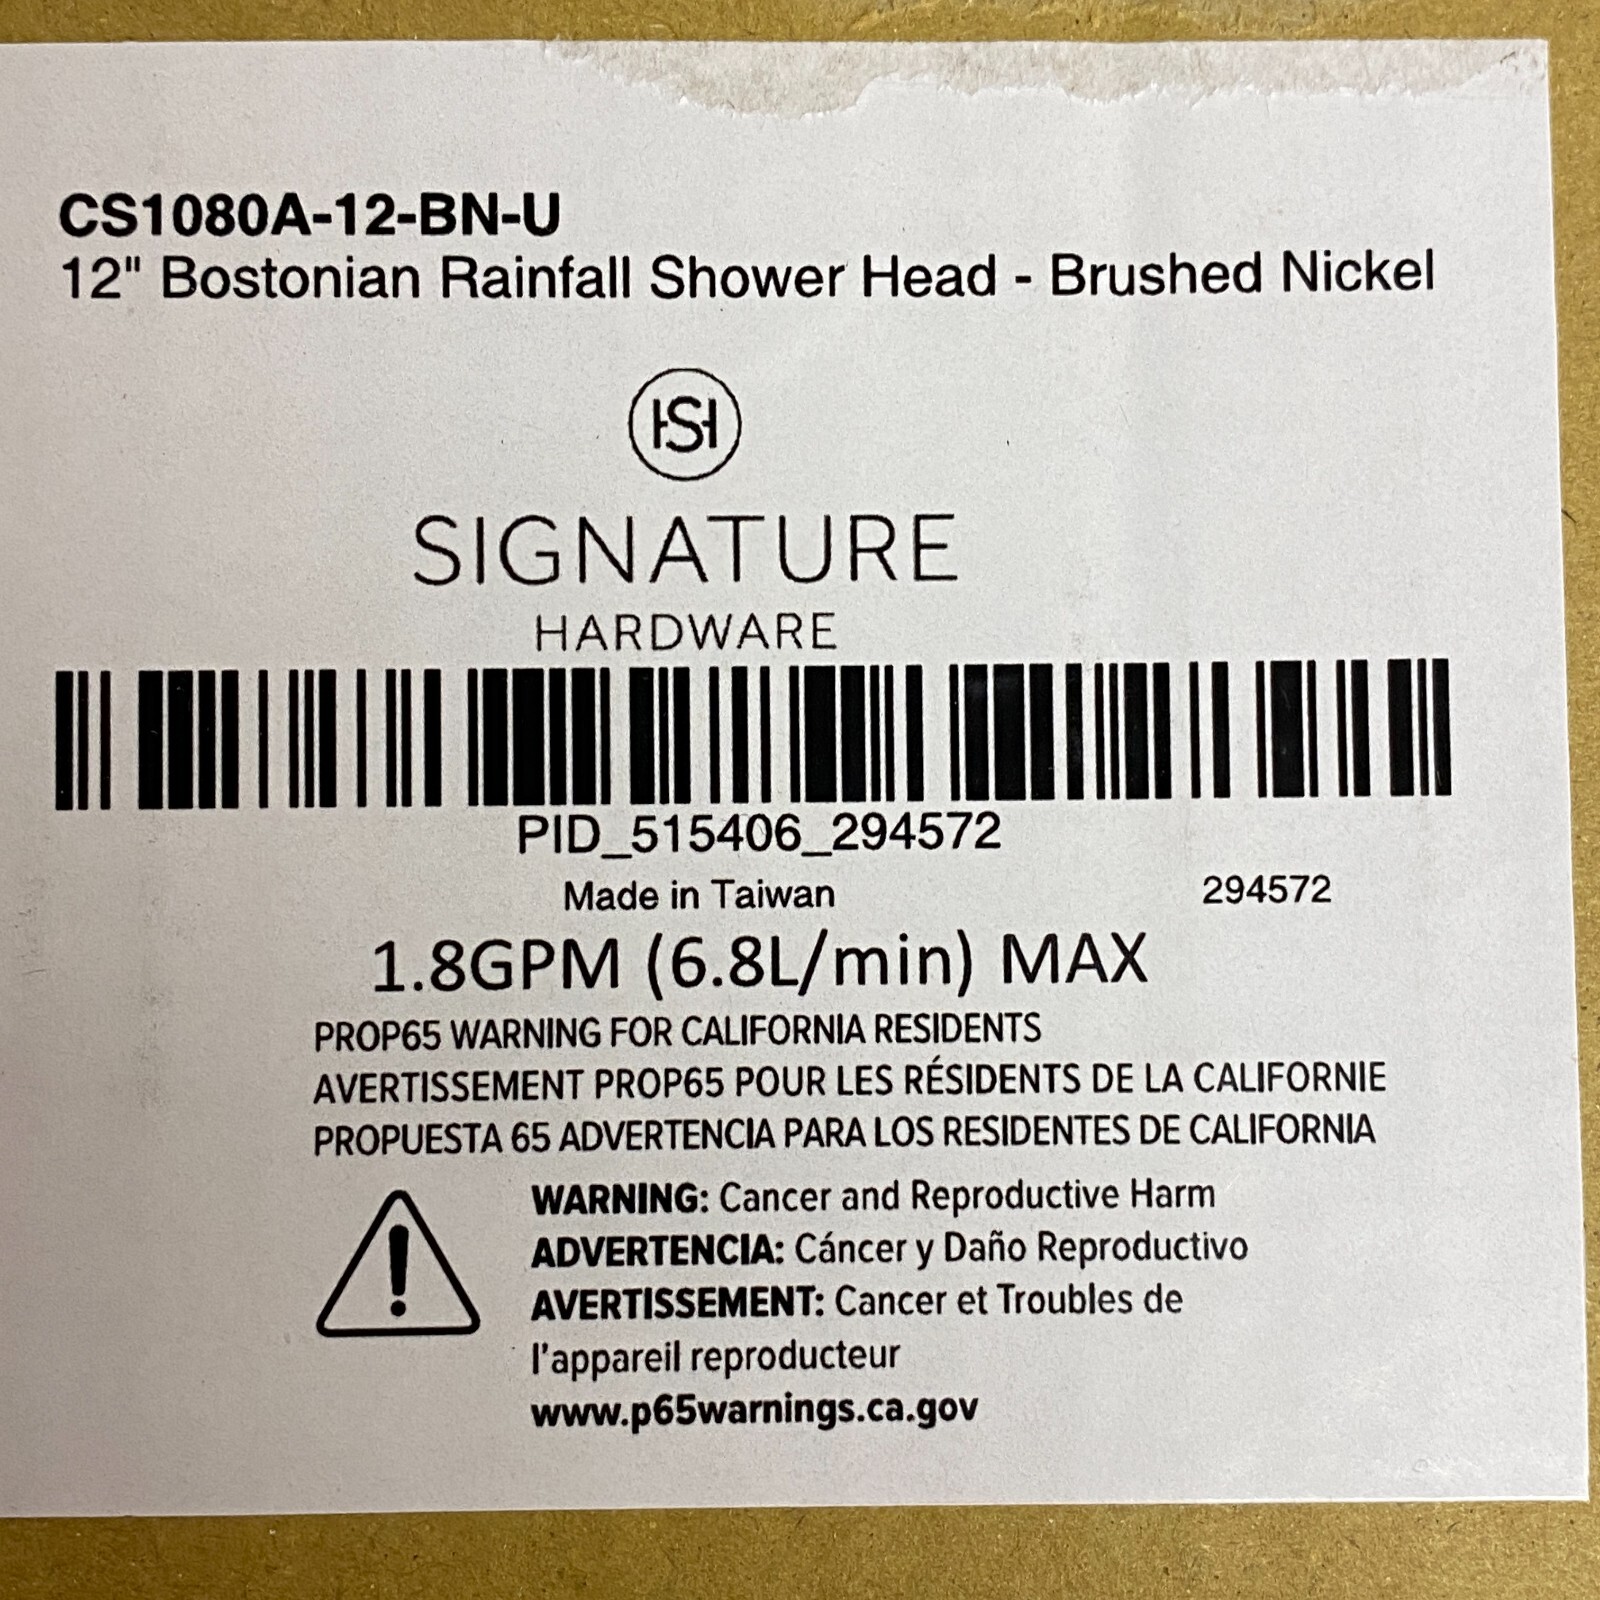 CS1080A-12-BN-U
12" Bostonian Rainfall Shower Head - Brushed Nickel
HSH
SIGNATURE
HARDWARE
PID_515406_294572
Made in Taiwan 294572
1.8GPM (6.8L/min) MAX
PROP65 WARNING FOR CALIFORNIA RESIDENTS
AVERTISSEMENT PROP65 POUR LES RÉSIDENTS DE LA CALIFORNIE
PROPUESTA 65 ADVERTENCIA PARA LOS RESIDENTES DE CALIFORNIA
WARNING: Cancer and Reproductive Harm
ADVERTENCIA: Cáncer y Daño Reproductivo
AVERTISSEMENT: Cancer et Troubles de
l'appareil reproducteur
www.p65warnings.ca.gov